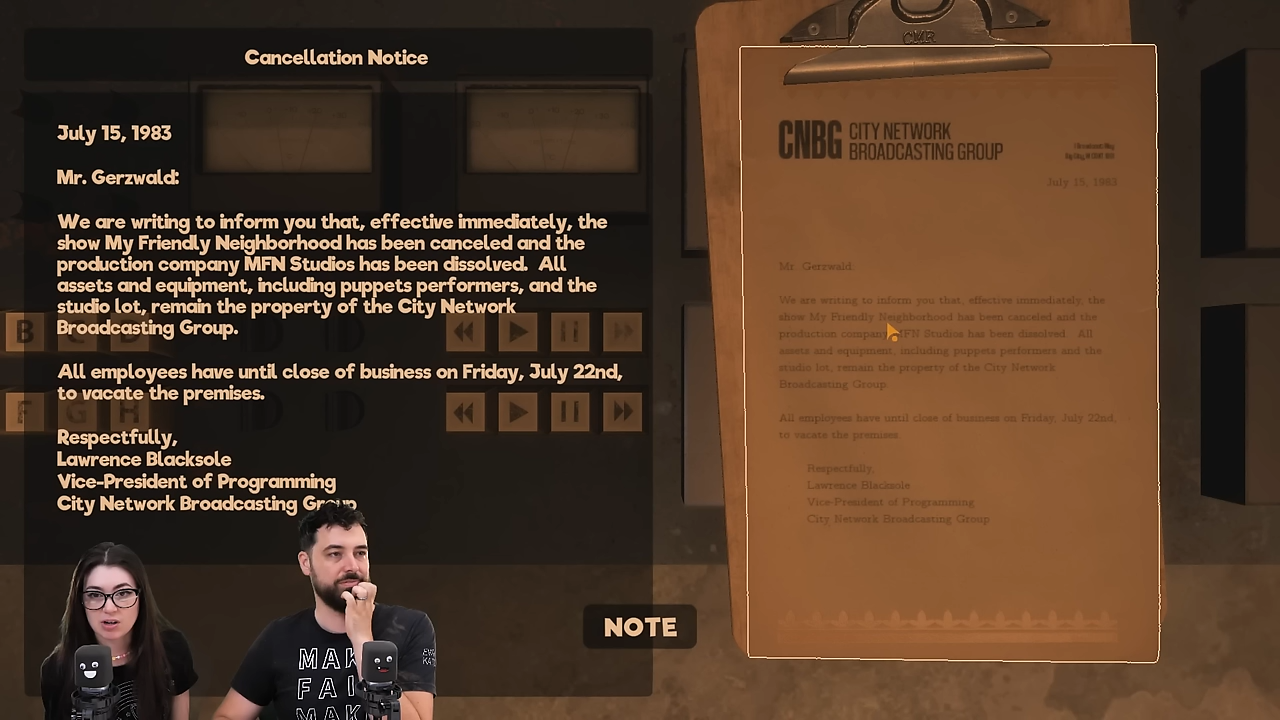 Cancellation Notice
July 15, 1983
Mr. Gerzwald:
We are writing to inform you that, effective immediately, the
show My Friendly Neighborhood has been canceled and the
production company MFN Studios has been dissolved.  All
assets and equipment, including puppets performers, and the
studio lot, remain the property of the City Network
Broadcasting Group.
All employees have until close of business on Friday, July 22nd,
to vacate the premises.
Respectfully,
Lawrence Blacksole
Vice-President of Programming
City Network Broadcasting Group
B C D
F G H
CMR
CNBG CITY NETWORK
BROADCASTING GROUP
July 15, 1983
Mr. Gerzwald
We are writing to inform you that, effective immediately, the
show My Friendly Neighborhood has been canceled and the
production company MFN Studios has been dissolved.  All
assets and equipment, including puppets performers and the
studio lot, remain the property of the City Network
Broadcasting Group
All employees have until close of business on Friday, July 22nd,
to vacate the premises.
Respectfully,
Lawrence Blacksole
Vice-President of Programming
City Network Broadcasting Group
NOTE
MAK
FAI
MAK